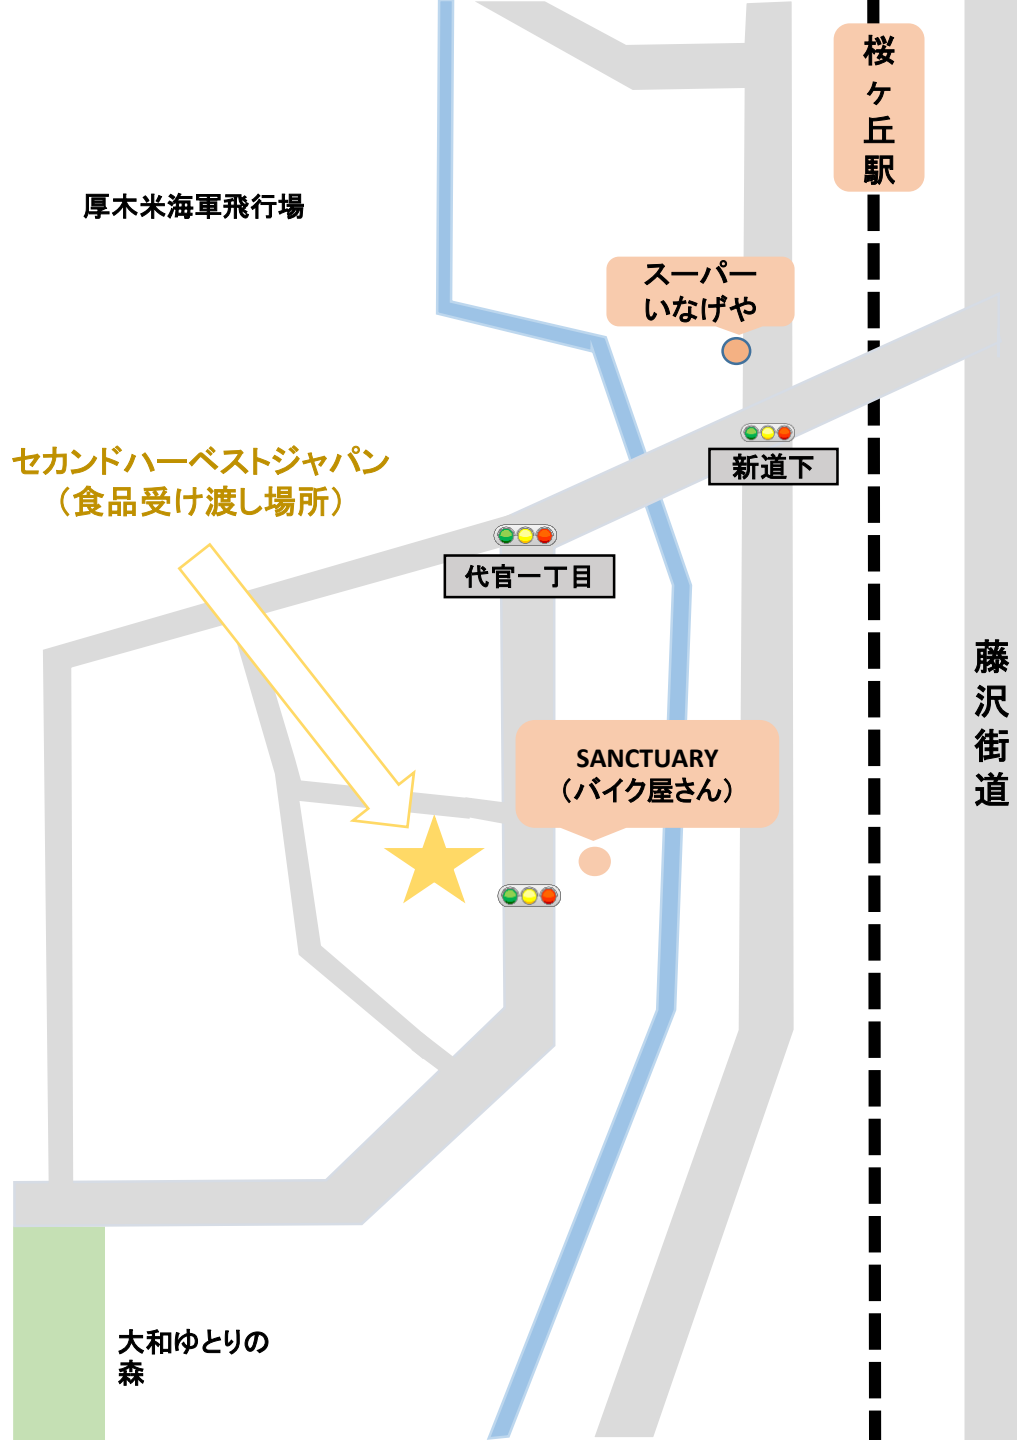 桜ヶ丘駅
厚木米海軍飛行場
スーパー
いなげや
セカンドハーベストジャパン
（食品受け渡し場所）
新道下
代官一丁目
藤沢街道
SANCTUARY
（バイク屋さん）
大和ゆとりの
森